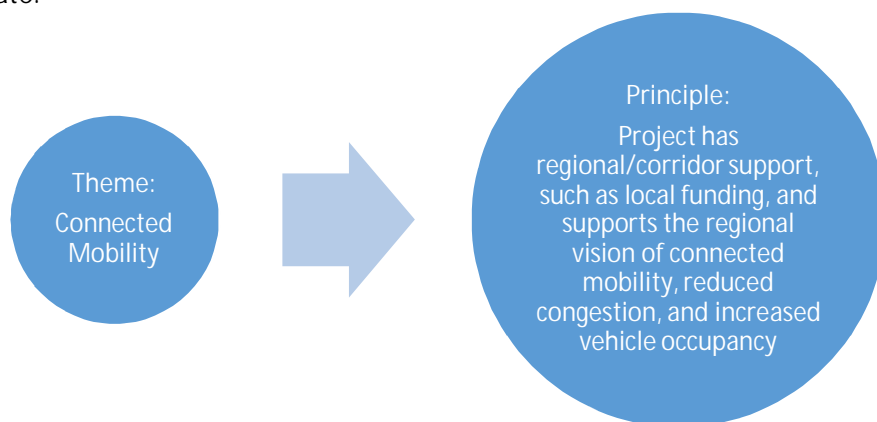 Theme:
Connected
Mobility
Principle:
Project has
regional/corridor support,
such as local funding, and
supports the regional
vision of connected
mobility, reduced
congestion, and increased
vehicle occupancy